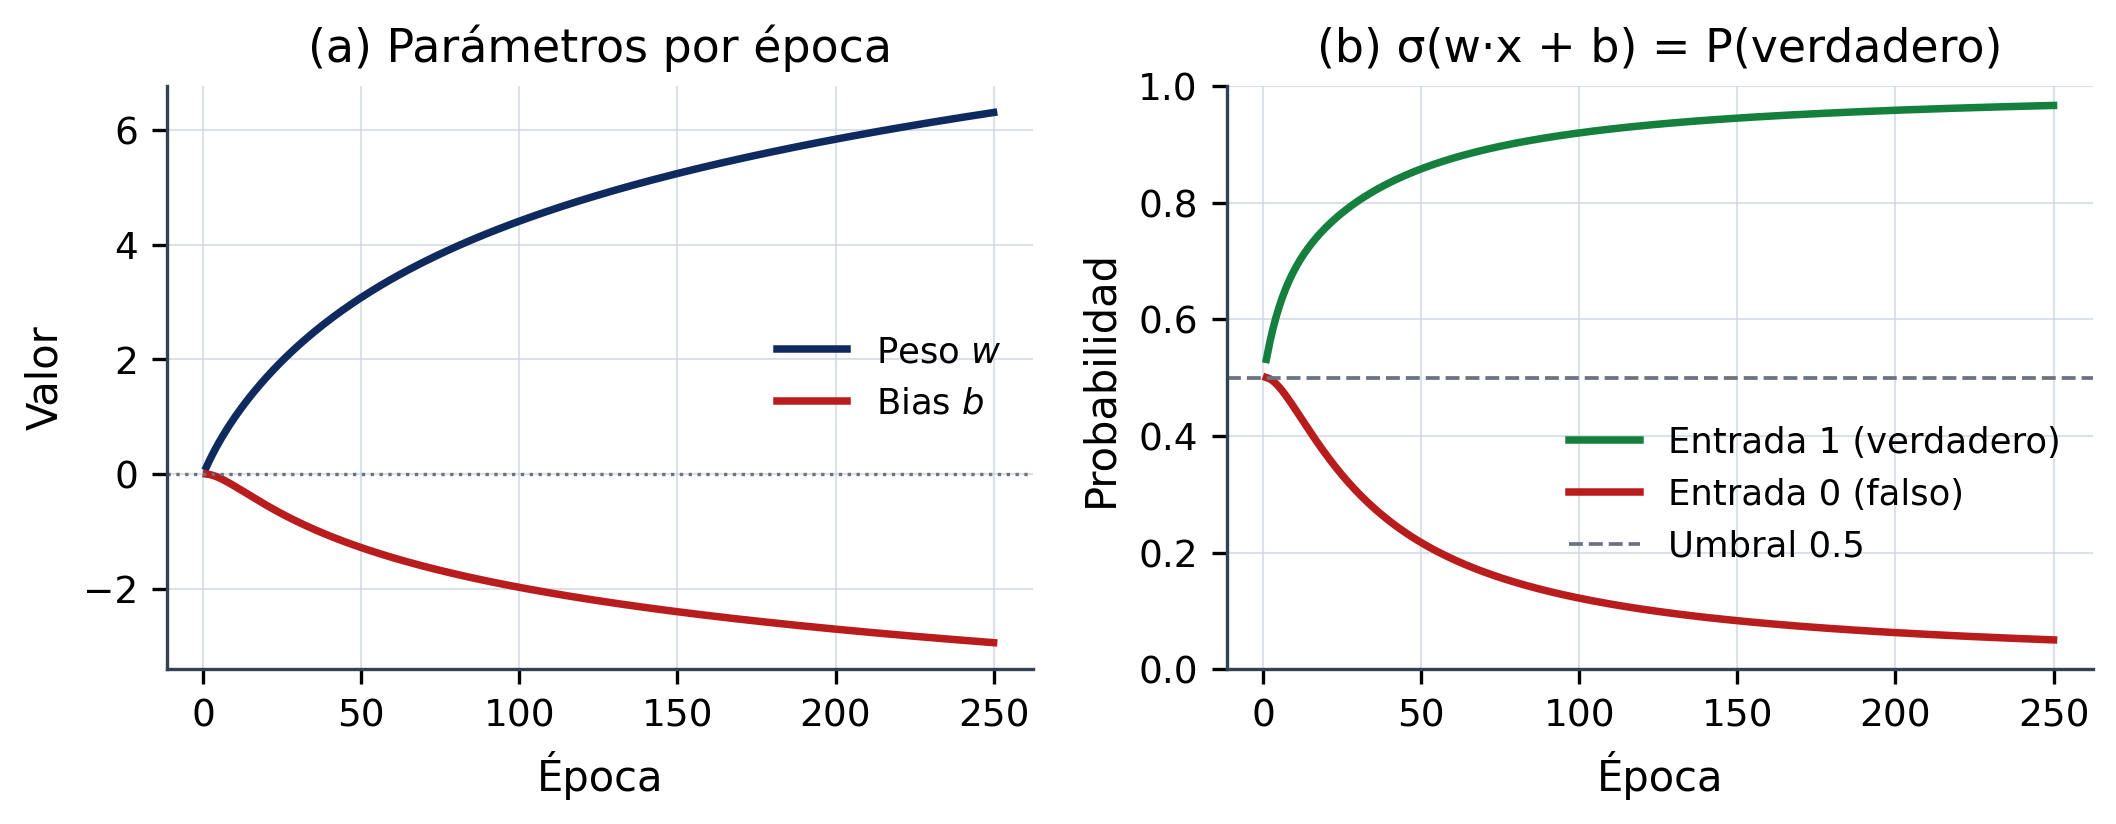 (a) Parámetros por época
Valor
6
4
2
0
−2
Peso w
Bias b
0 50 100 150 200 250
Época
(b) σ(w·x + b) = P(verdadero)
Probabilidad
1.0
0.8
0.6
0.4
0.2
0.0
Entrada 1 (verdadero)
Entrada 0 (falso)
Umbral 0.5
0 50 100 150 200 250
Época